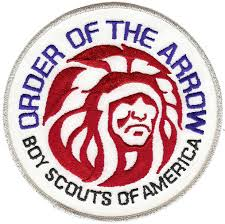 ORDER OF THE ARROW
BOY SCOUTS OF AMERICA